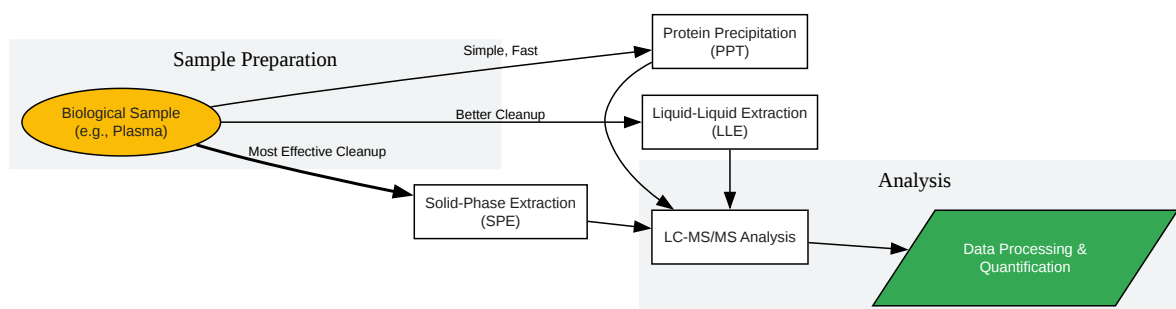 Sample Preparation
Biological Sample
(e.g., Plasma)
Simple, Fast
Better Cleanup
Most Effective Cleanup
Protein Precipitation
(PPT)
Liquid-Liquid Extraction
(LLE)
Solid-Phase Extraction
(SPE)
Analysis
LC-MS/MS Analysis
Data Processing &
Quantification